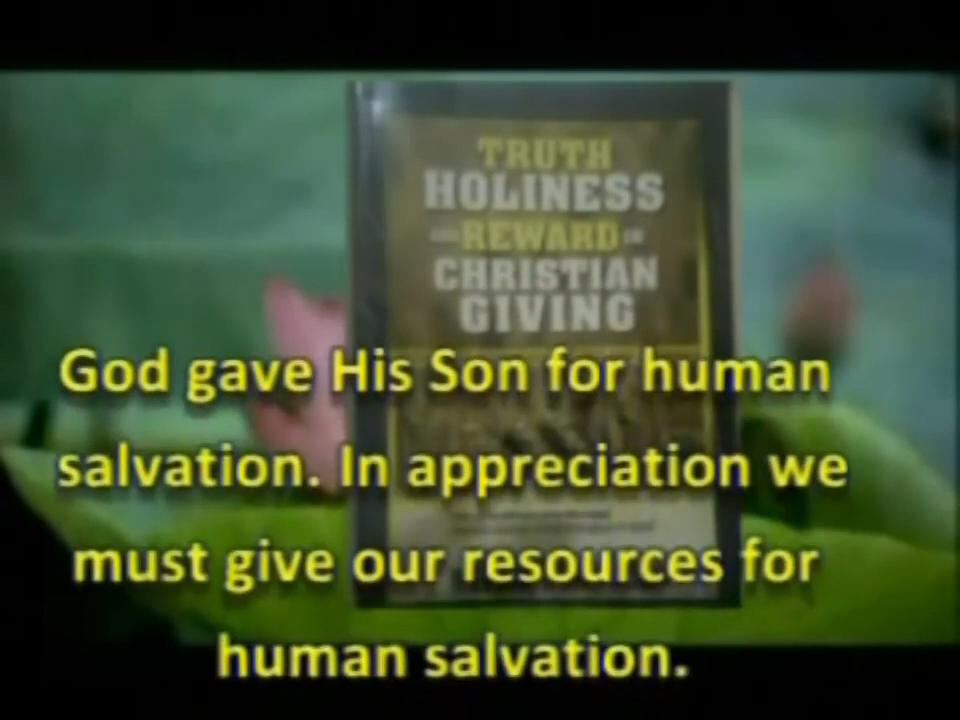 TRUTH
HOLINESS
REWARD
CHRISTIAN
GIVING
God gave His Son for human
salvation. In appreciation we
must give our resources for
human salvation.